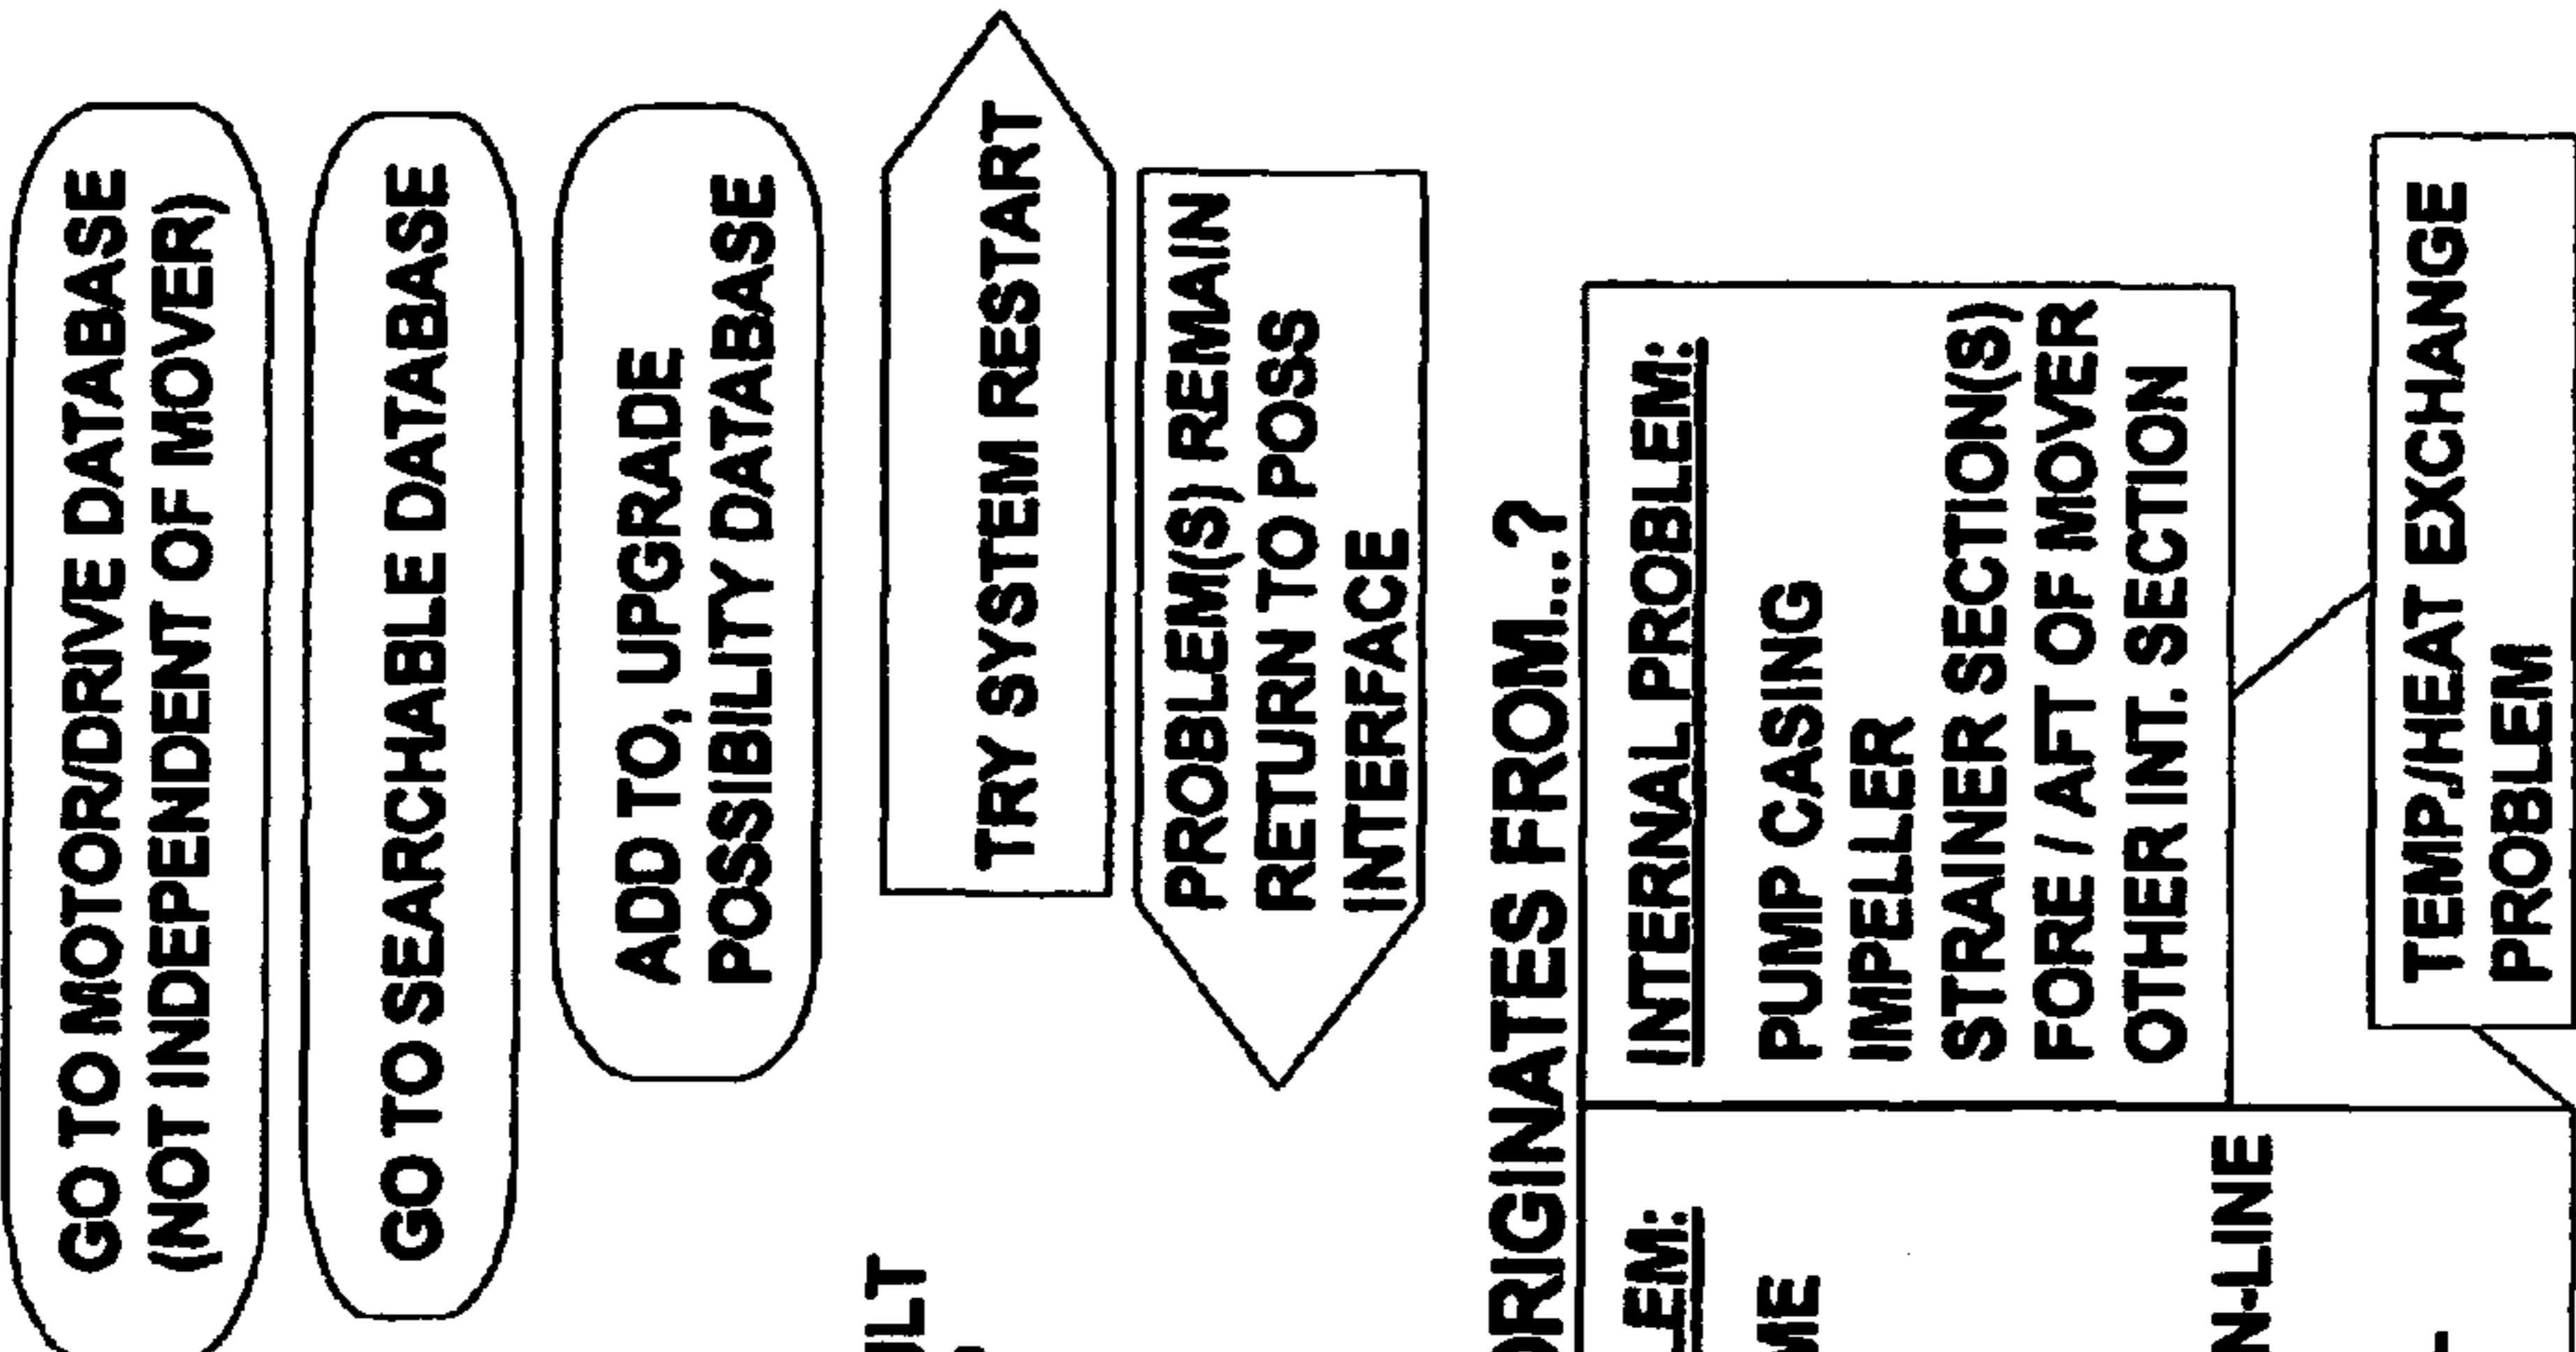 GO TO MOTOR/DRIVE DATABASE
(NOT INDEPENDENT OF MOVER)
GO TO SEARCHABLE DATABASE
ADD TO, UPGRADE
POSSIBILITY DATABASE
TRY SYSTEM RESTART
PROBLEM(S) REMAIN
RETURN TO POSS
INTERFACE
ORIGINATES FROM...?
INTERNAL PROBLEM:
PUMP CASING
IMPELLER
STRAINER SECTION(S)
FORE / AFT OF MOVER
OTHER INT. SECTION
TEMP./HEAT EXCHANGE
PROBLEM